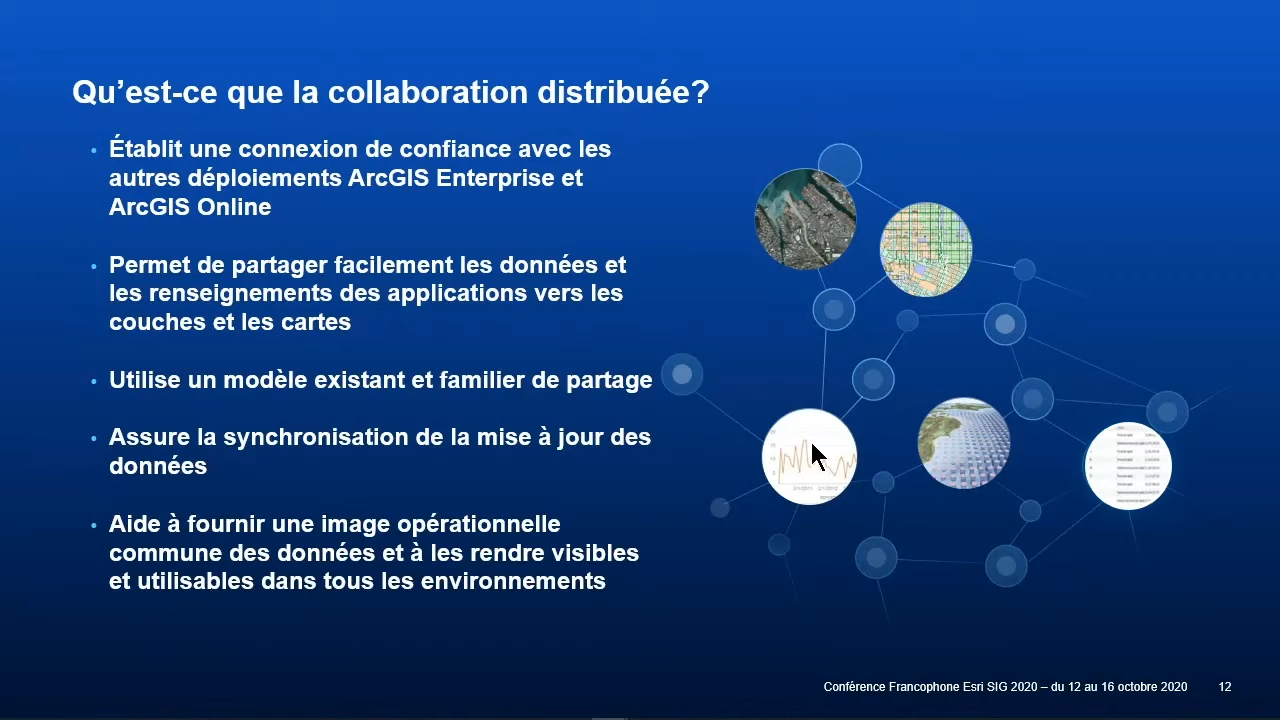 Qu’est-ce que la collaboration distribuée?
• Établit une connexion de confiance avec les
autres déploiements ArcGIS Enterprise et
ArcGIS Online
• Permet de partager facilement les données et
les renseignements des applications vers les
couches et les cartes
• Utilise un modèle existant et familier de partage
• Assure la synchronisation de la mise à jour des
données
• Aide à fournir une image opérationnelle
commune des données et à les rendre visibles
et utilisables dans tous les environnements
Conférence Francophone Esri SIG 2020 – du 12 au 16 octobre 2020
12